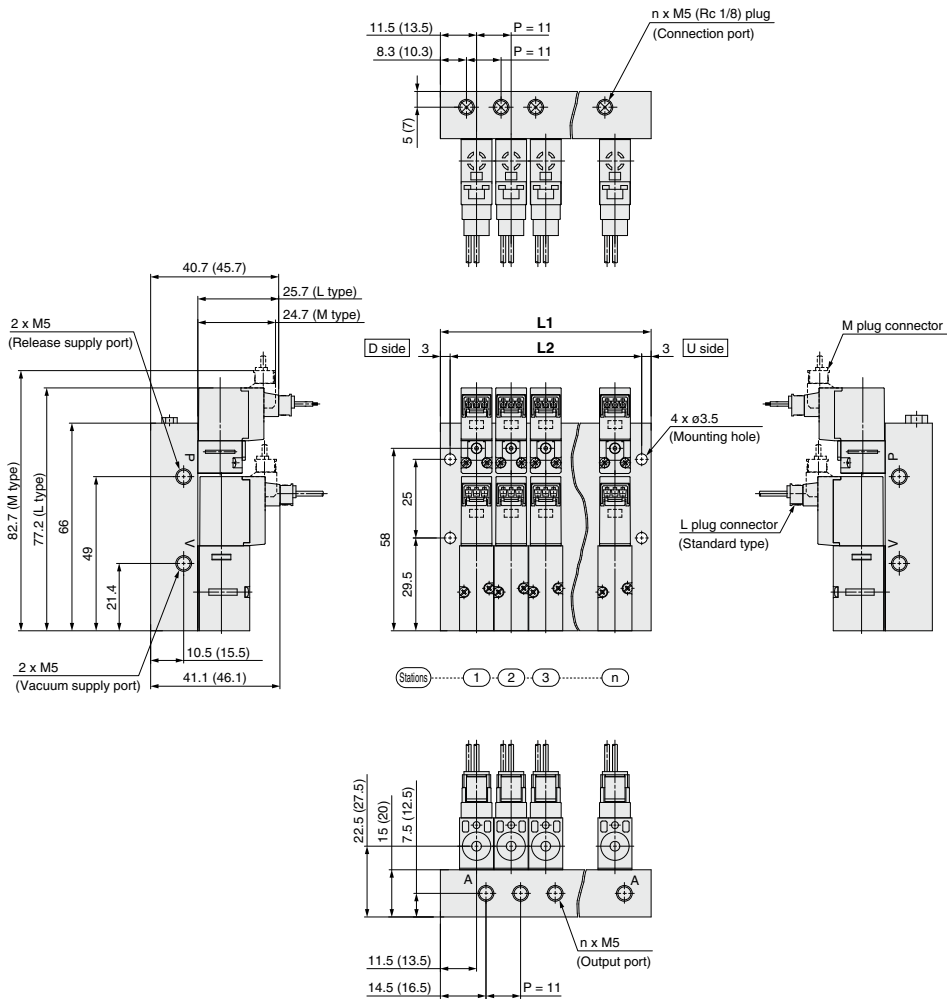 11.5 (13.5)
P = 11
n x M5 (Rc 1/8) plug
(Connection port)
8.3 (10.3)
P = 11
5 (7)
40.7 (45.7)
25.7 (L type)
24.7 (M type)
2 x M5
(Release supply port)
82.7 (M type)
77.2 (L type)
66
49
21.4
P
V
10.5 (15.5)
2 x M5
(Vacuum supply port)
41.1 (46.1)
L1
D side
3
L2
3
U side
4 x ø3.5
(Mounting hole)
58
25
29.5
Stations
1
2
3
n
M plug connector
P
L plug connector
(Standard type)
V
22.5 (27.5)
15 (20)
7.5 (12.5)
A
A
n x M5
(Output port)
11.5 (13.5)
14.5 (16.5)
P = 11